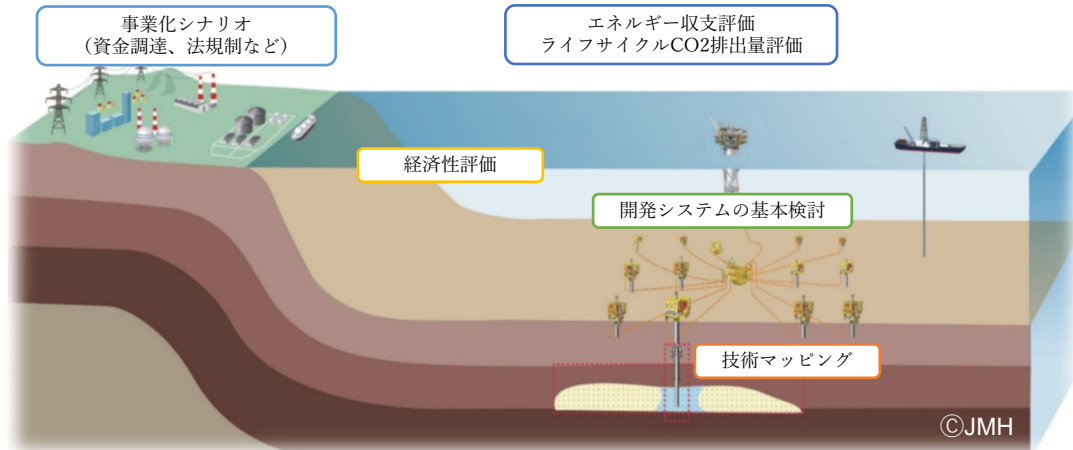 事業化シナリオ
（資金調達、法規制など）
エネルギー収支評価
ライフサイクルCO2排出量評価
経済性評価
開発システムの基本検討
技術マッピング
ⒸJMH